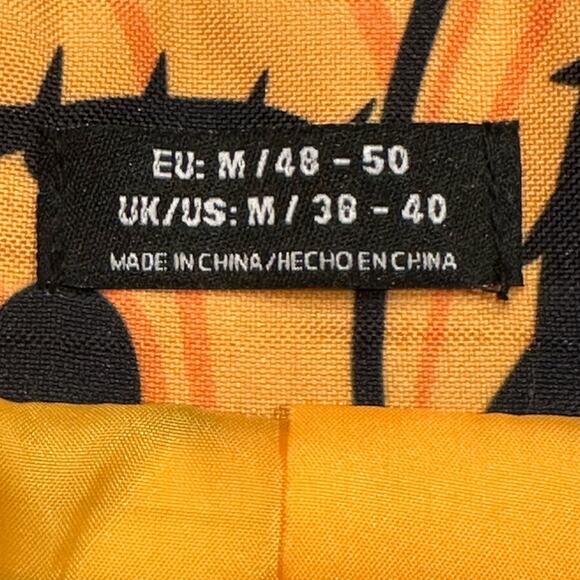 EU: M / 48 - 50
UK/US: M / 38 - 40
MADE IN CHINA/HECHO EN CHINA